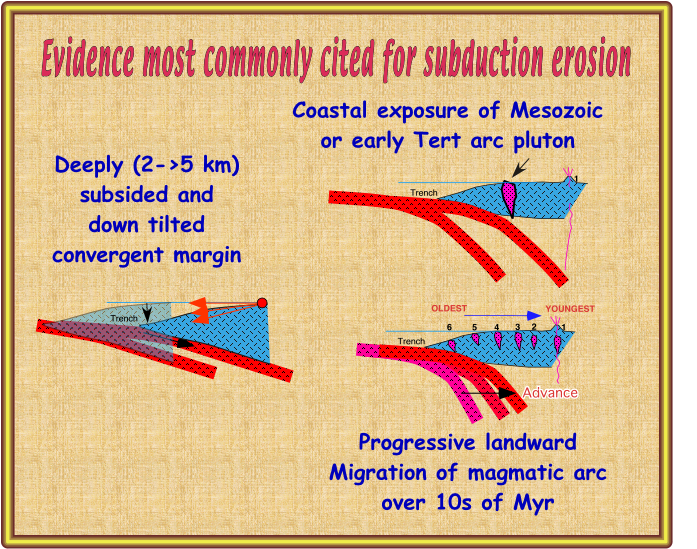 Evidence most commonly cited for subduction erosion
Coastal exposure of Mesozoic
or early Tert arc pluton
Trench
1
Deeply (2->5 km)
subsided and
down tilted
convergent margin
Trench
OLDEST YOUNGEST
6 5 4 3 2 1
Trench
Advance
Progressive landward
Migration of magmatic arc
over 10s of Myr